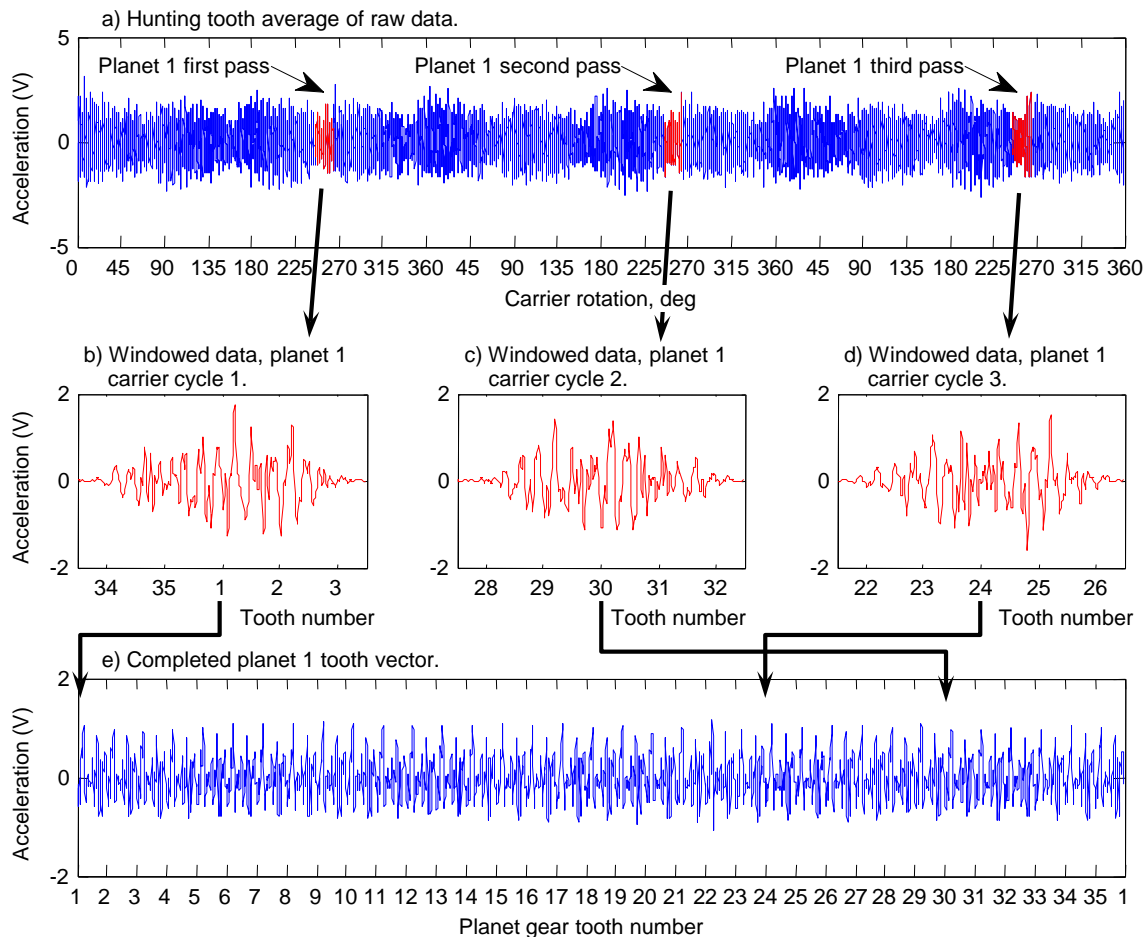 a) Hunting tooth average of raw data.
5
Planet 1 first pass
Planet 1 second pass
Planet 1 third pass
Acceleration (V)
0
-5
0 45 90 135 180 225 270 315 360 45 90 135 180 225 270 315 360 45 90 135 180 225 270 315 360
Carrier rotation, deg
b) Windowed data, planet 1
carrier cycle 1.
c) Windowed data, planet 1
carrier cycle 2.
d) Windowed data, planet 1
carrier cycle 3.
Acceleration (V)
2
0
-2
34 35 1 2 3
Tooth number
2
0
-2
28 29 30 31 32
Tooth number
2
0
-2
22 23 24 25 26
Tooth number
e) Completed planet 1 tooth vector.
Acceleration (V)
2
0
-2
1 2 3 4 5 6 7 8 9 10 11 12 13 14 15 16 17 18 19 20 21 22 23 24 25 26 27 28 29 30 31 32 33 34 35 1
Planet gear tooth number